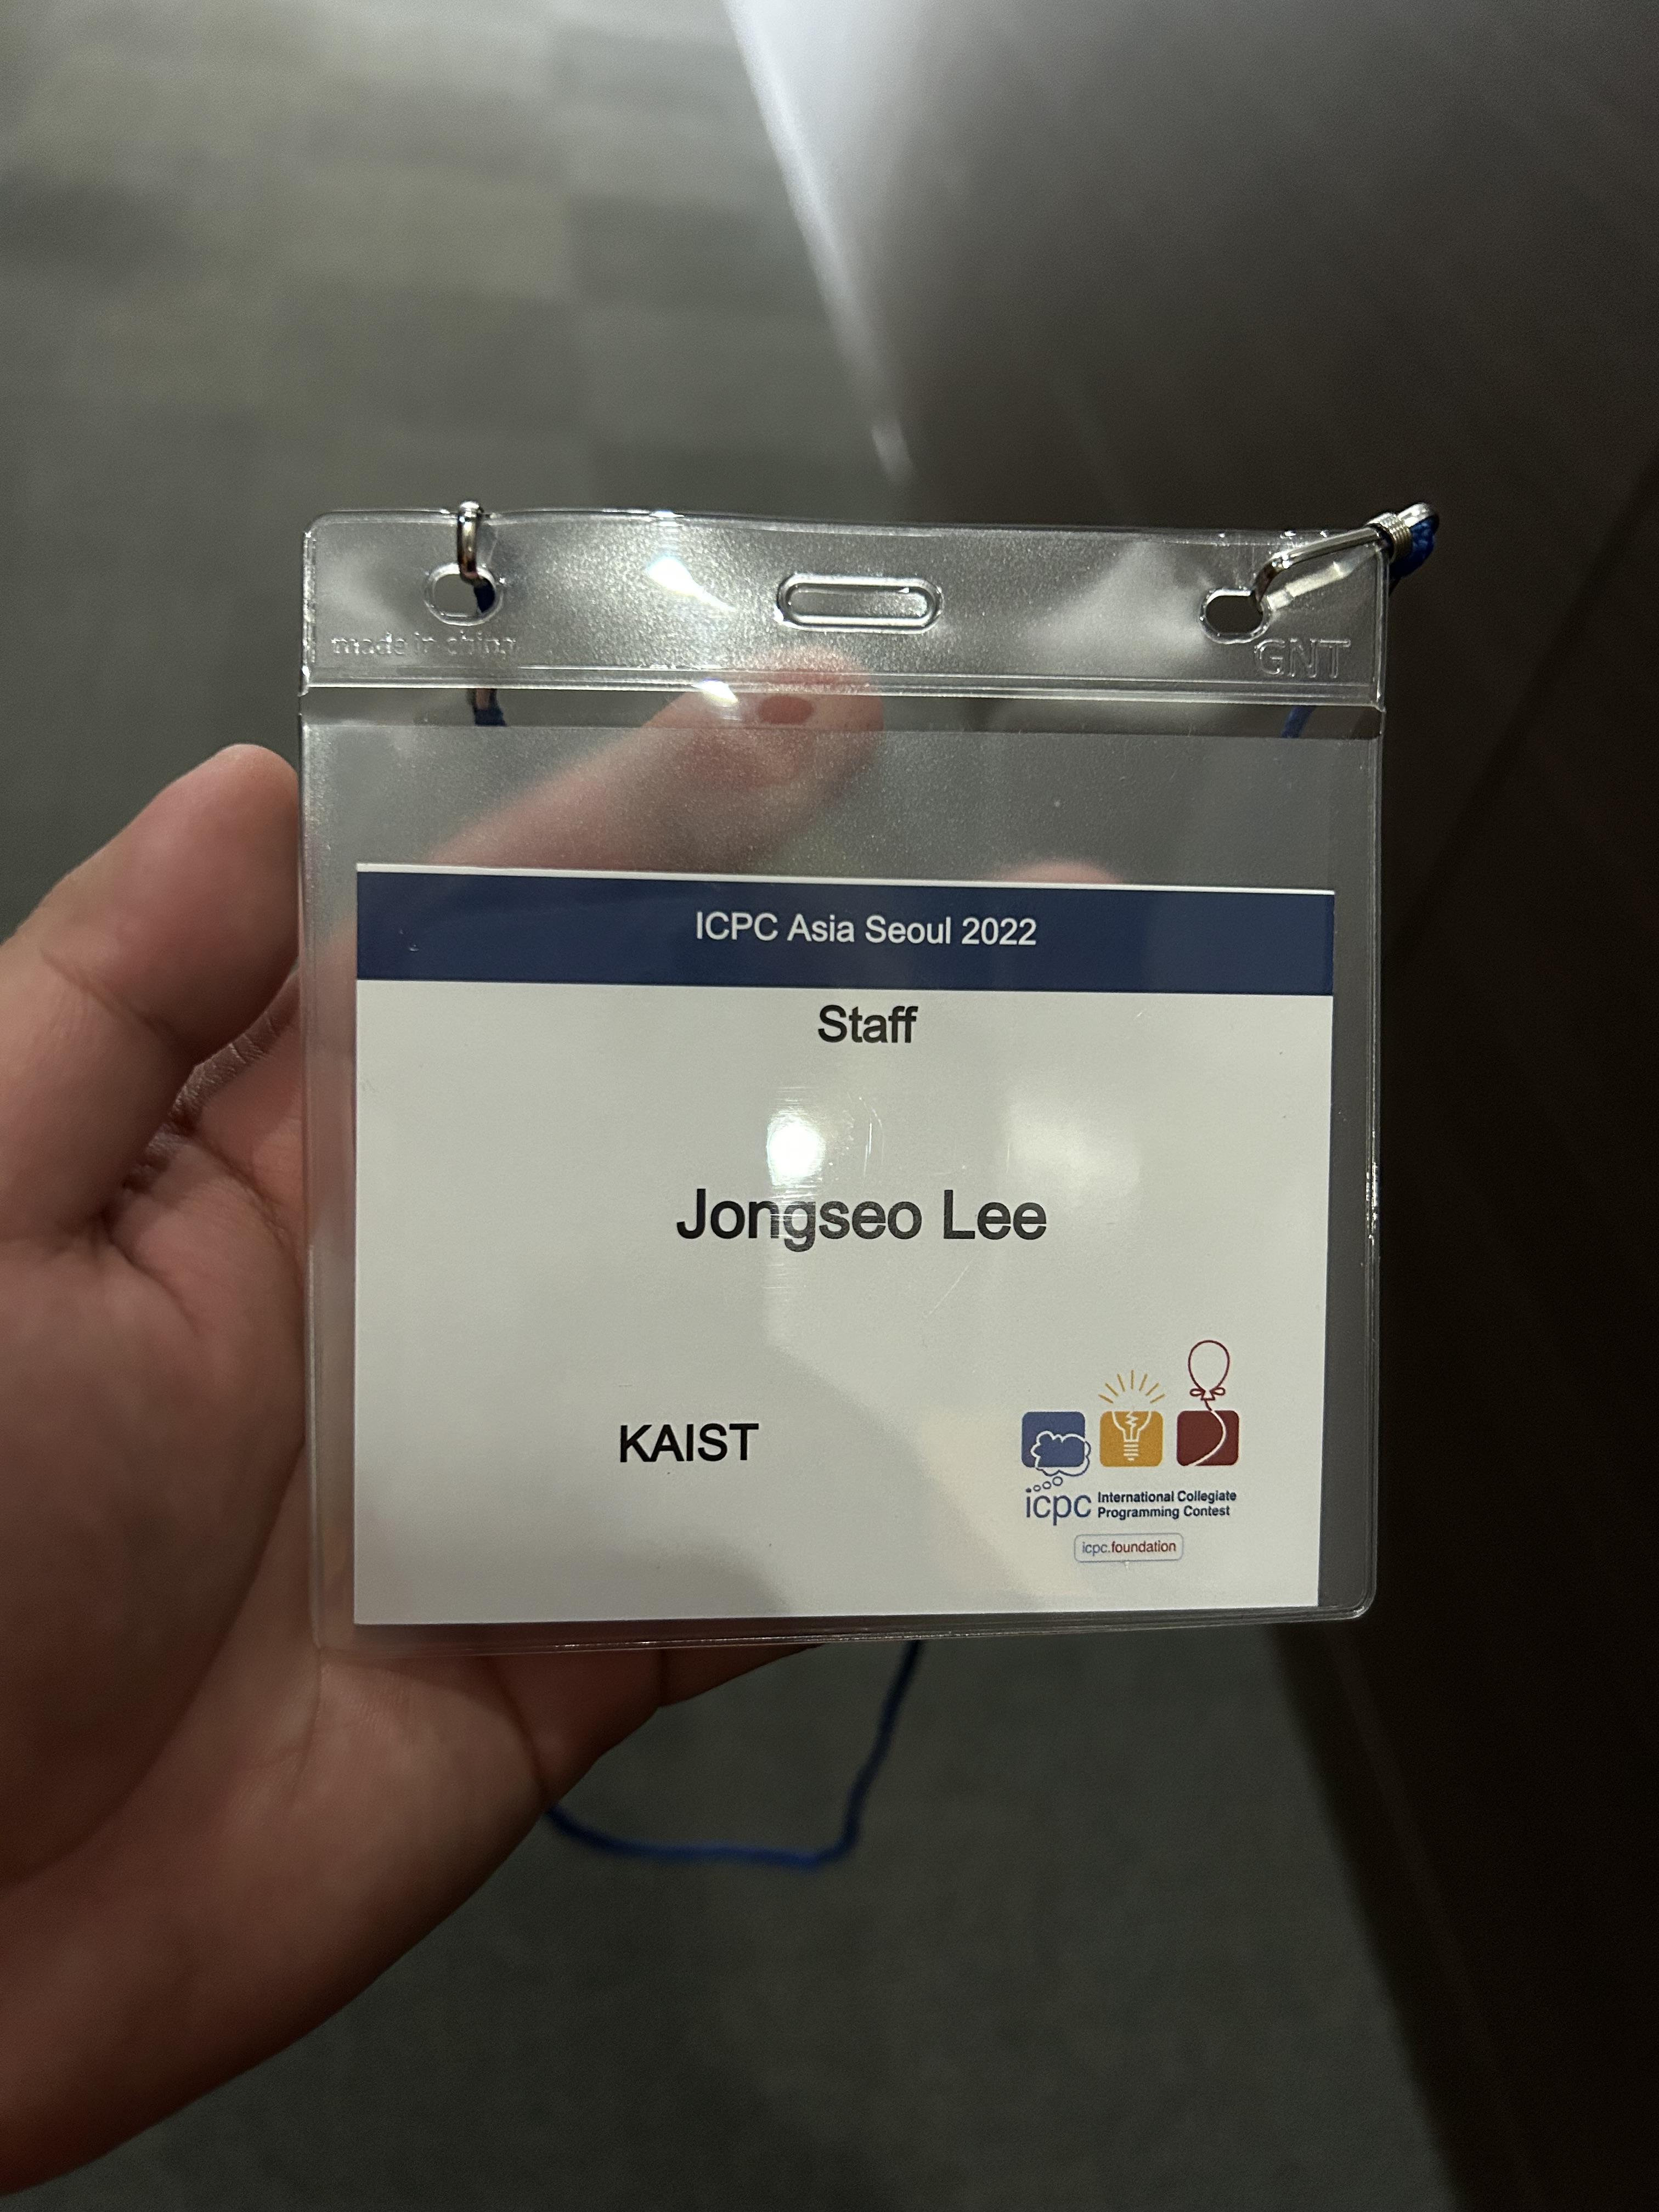 made in china
GNT
ICPC Asia Seoul 2022
Staff
Jongseo Lee
KAIST
icpc International Collegiate
Programming Contest
icpc.foundation